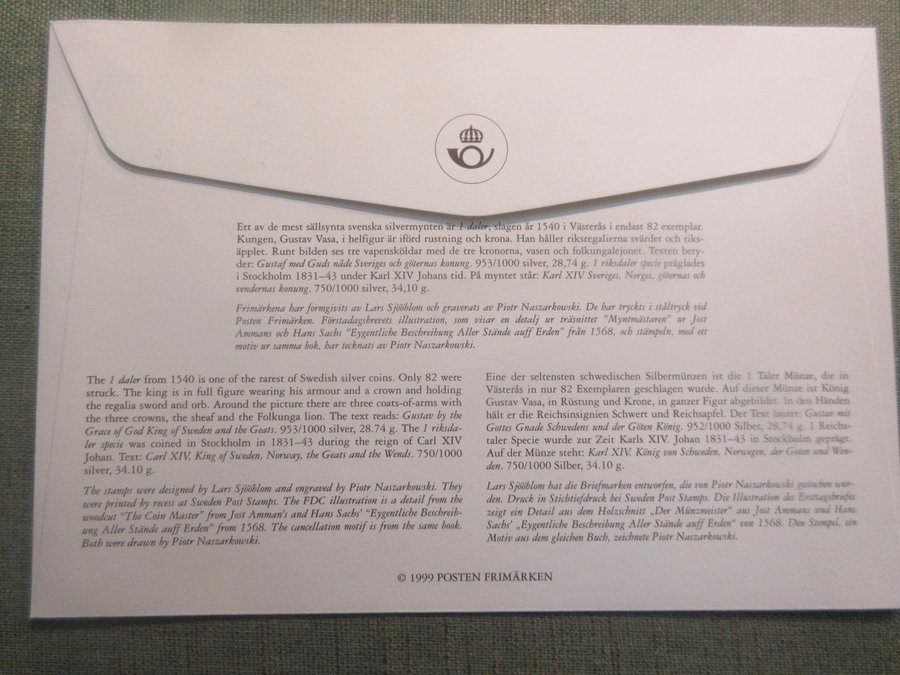 Ett av de mest sällsynta svenska silvermynten är 1 daler, slagen år 1540 i Västerås i endast 82 exemplar.
Kungen, Gustav Vasa, i helfigur är iförd rustning och krona. Han håller riksregalierna svärdet och riks-
äpplet. Runt bilden ses tre vapensköldar med de tre kronorna, vasen och folkungalejonet. Texten bety-
der: Gustaf med Guds nåde Sveriges och göternas konung. 953/1000 silver, 28,74 g. 1 riksdaler specie präglades
i Stockholm 1831–43 under Karl XIV Johans tid. På myntet står: Karl XIV Sveriges, Norges, göternas och
vendernas konung. 750/1000 silver, 34,10 g.
Frimärkena har formgivits av Lars Sjööblom och graverats av Piotr Naszarkowski. De har tryckts i ståltryck vid
Posten Frimärken. Förstadagsbrevets illustration, som visar en detalj ur träsnittet "Myntmästaren" ur Jost
Ammans och Hans Sachs "Eygentliche Beschreibung Aller Stände auff Erden" från 1568, och stämpeln, med ett
motiv ur samma bok, har tecknats av Piotr Naszarkowski.
The 1 daler from 1540 is one of the rarest of Swedish silver coins. Only 82 were
struck. The king is in full figure wearing his armour and a crown and holding
the regalia sword and orb. Around the picture there are three coats-of-arms with
the three crowns, the sheaf and the Folkunga lion. The text reads: Gustav by the
Grace of God King of Sweden and the Geats. 953/1000 silver, 28.74 g. The 1 riksda-
ler specie was coined in Stockholm in 1831–43 during the reign of Carl XIV
Johan. Text: Carl XIV, King of Sweden, Norway, the Geats and the Wends. 750/1000
silver, 34.10 g.
The stamps were designed by Lars Sjööblom and engraved by Piotr Naszarkowski. They
were printed by recess at Sweden Post Stamps. The FDC illustration is a detail from the
woodcut "The Coin Master" from Jost Amman's and Hans Sachs' "Eygentliche Beschreib-
ung Aller Stände auff Erden" from 1568. The cancellation motif is from the same book.
Both were drawn by Piotr Naszarkowski.
Eine der seltensten schwedischen Silbermünzen ist die 1 Taler Münze, die in
Västerås in nur 82 Exemplaren geschlagen wurde. Auf dieser Münze ist König
Gustav Vasa, in Rüstung und Krone, in ganzer Figur abgebildet. In den Händen
hält er die Reichsinsignien Schwert und Reichsapfel. Der Text lautet: Gustav mit
Gottes Gnade Schwedens und der Göten König. 952/1000 Silber, 28,74 g. 1 Reichs-
taler Specie wurde zur Zeit Karls XIV. Johan 1831–43 in Stockholm geprägt.
Auf der Münze steht: Karl XIV. König von Schweden, Norwegen, der Goten und Wen-
den. 750/1000 Silber, 34.10 g.
Lars Sjööblom hat die Briefmarken entworfen, die von Piotr Naszarkowski gestochen wur-
den. Druck in Stichtiefdruck bei Sweden Post Stamps. Die Illustration des Ersttagsbriefes
zeigt ein Detail aus dem Holzschnitt „Der Münzmeister" aus Jost Ammans und Hans
Sachs' „Eygentliche Beschreibung Aller Stände auff Erden" von 1568. Den Stempel, ein
Motiv aus dem gleichen Buch, zeichnete Piotr Naszarkowski.
© 1999 POSTEN FRIMÄRKEN